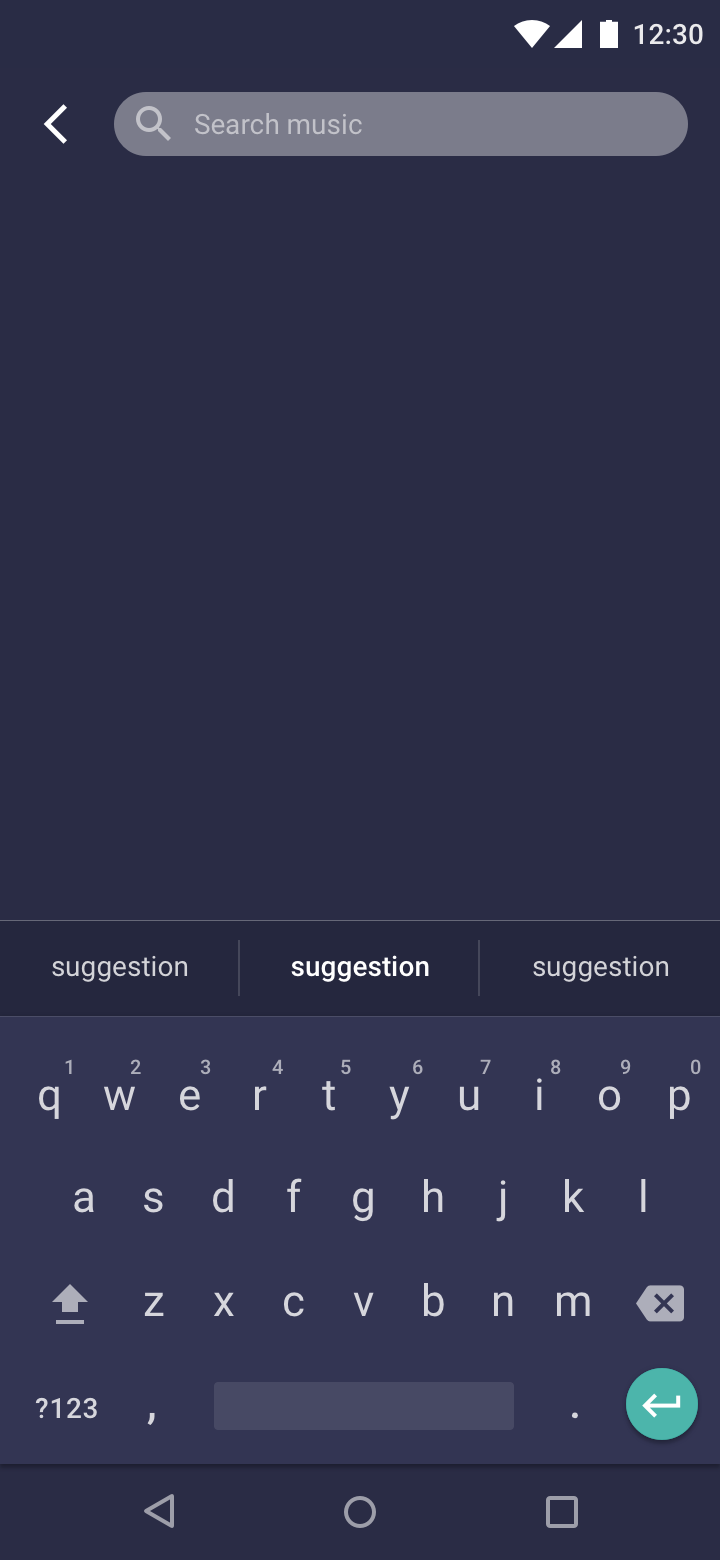 12:30
Search music
suggestion suggestion suggestion
1 2 3 4 5 6 7 8 9 0
q w e r t y u i o p
a s d f g h j k l
z x c v b n m
?123 , .